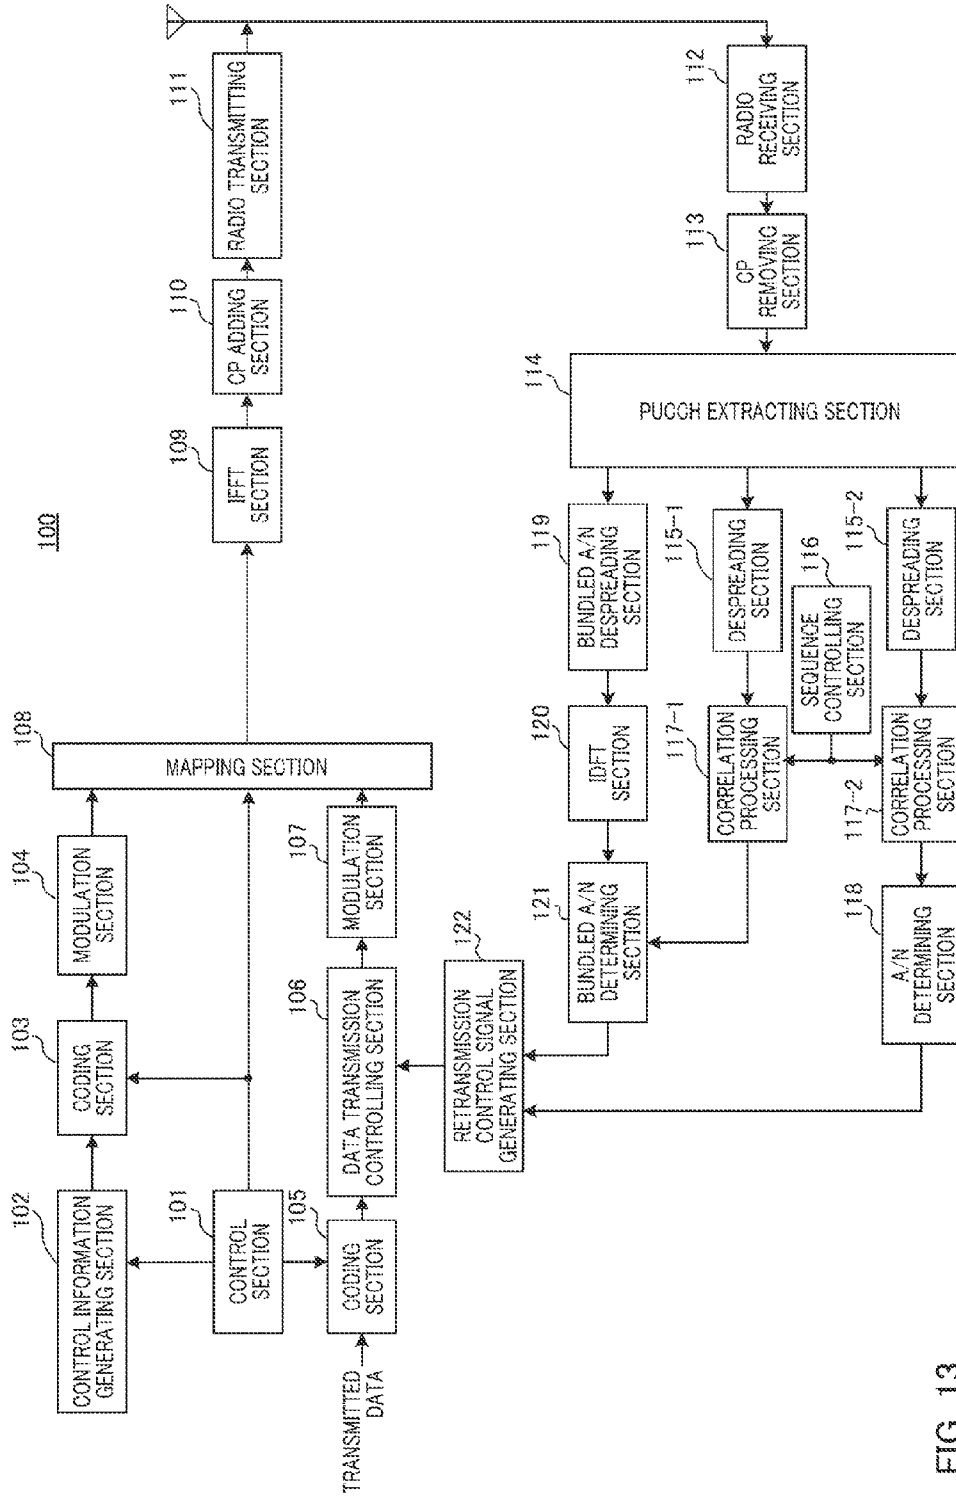 100
102
CONTROL INFORMATION
GENERATING SECTION
103
CODING
SECTION
104
MODULATION
SECTION
101
CONTROL
SECTION
TRANSMITTED
DATA
105
CODING
SECTION
106
DATA TRANSMISSION
CONTROLLING SECTION
107
MODULATION
SECTION
108
MAPPING SECTION
109
IFFT
SECTION
110
CP ADDING
SECTION
111
RADIO TRANSMITTING
SECTION
122
RETRANSMISSION
CONTROL SIGNAL
GENERATING SECTION
121
BUNDLED A/N
DETERMINING
SECTION
120
IDFT
SECTION
119
BUNDLED A/N
DESPREADING
SECTION
114
PUCCH EXTRACTING SECTION
113
CP
REMOVING
SECTION
112
RADIO
RECEIVING
SECTION
117-1
CORRELATION
PROCESSING
SECTION
115-1
DESPREADING
SECTION
SEQUENCE
CONTROLLING
SECTION
116
118
A/N
DETERMINING
SECTION
117-2
CORRELATION
PROCESSING
SECTION
115-2
DESPREADING
SECTION
FIG. 13